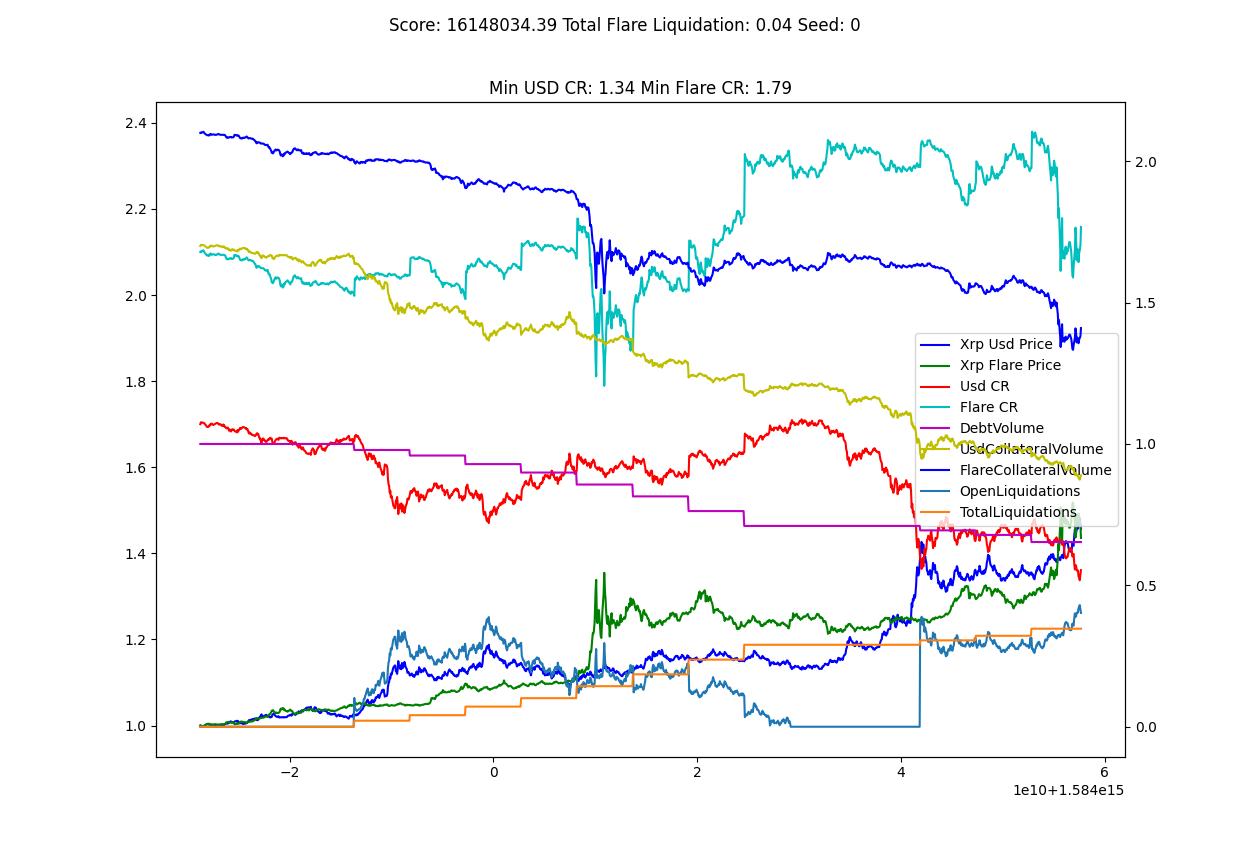 Score: 16148034.39 Total Flare Liquidation: 0.04 Seed: 0
Min USD CR: 1.34 Min Flare CR: 1.79
2.4
2.2
2.0
1.8
1.6
1.4
1.2
1.0
2.0
1.5
1.0
0.5
0.0
Xrp Usd Price
Xrp Flare Price
Usd CR
Flare CR
DebtVolume
UsdCollateralVolume
FlareCollateralVolume
OpenLiquidations
TotalLiquidations
−2 0 2 4 6
1e10+1.584e15